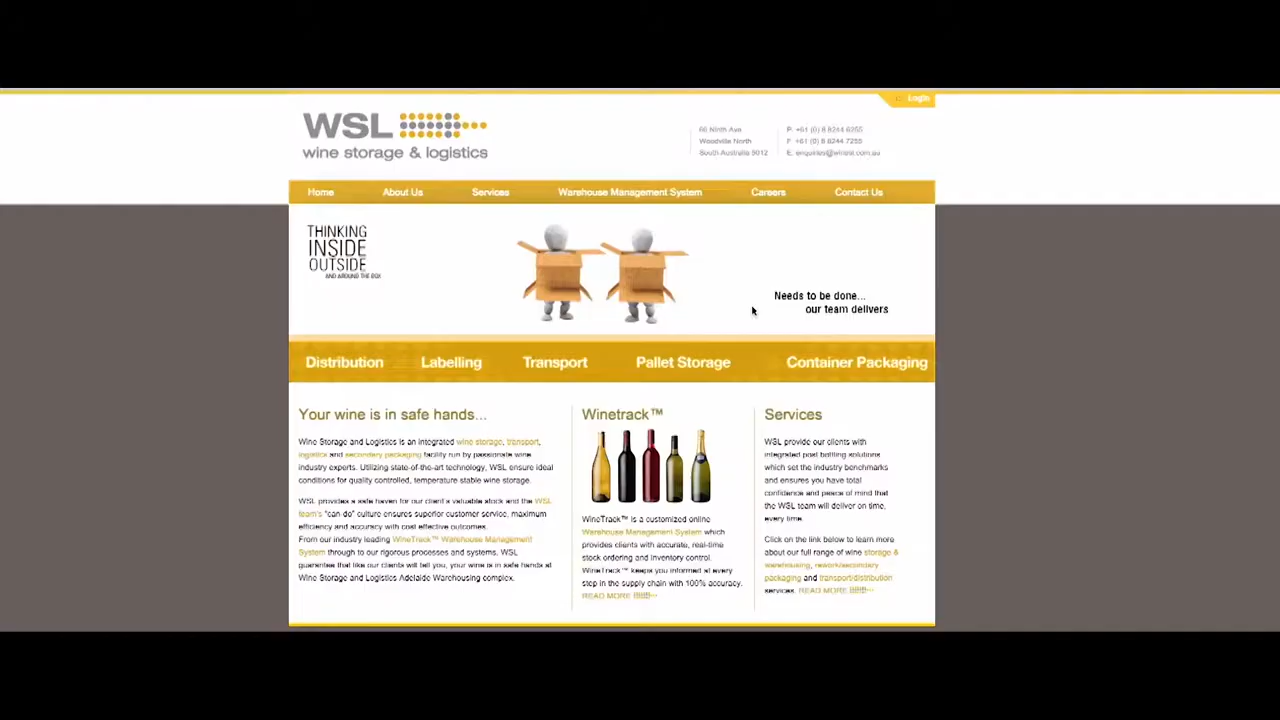 Login
WSL
wine storage & logistics
66 Ninth Ave
Woodville North
South Australia 5012
P +61 (0) 8 8244 6255
F +61 (0) 8 8244 7255
E: enquiries@winstl.com.au
Home About Us Services Warehouse Management System Careers Contact Us
THINKING
INSIDE
OUTSIDE
AND AROUND THE BOX
Needs to be done...
our team delivers
Distribution Labelling Transport Pallet Storage Container Packaging
Your wine is in safe hands...
Wine Storage and Logistics is an integrated wine storage, transport,
logistics and secondary packaging facility run by passionate wine
industry experts. Utilizing state-of-the-art technology, WSL ensure ideal
conditions for quality controlled, temperature stable wine storage.
WSL provides a safe haven for our client's valuable stock and the WSL
team's "can do" culture ensures superior customer service, maximum
efficiency and accuracy with cost effective outcomes.
From our industry leading WineTrack™ Warehouse Management
System through to our rigorous processes and systems, WSL
guarantee that like our clients will tell you, your wine is in safe hands at
Wine Storage and Logistics Adelaide Warehousing complex.
Winetrack™
WineTrack™ is a customized online
Warehouse Management System which
provides clients with accurate, real-time
stock ordering and inventory control.
WineTrack™ keeps you informed at every
step in the supply chain with 100% accuracy.
READ MORE
Services
WSL provide our clients with
integrated post bottling solutions
which set the industry benchmarks
and ensures you have total
confidence and peace of mind that
the WSL team will deliver on time,
every time.
Click on the link below to learn more
about our full range of wine storage &
warehousing, rework/secondary
packaging and transport/distribution
services. READ MORE